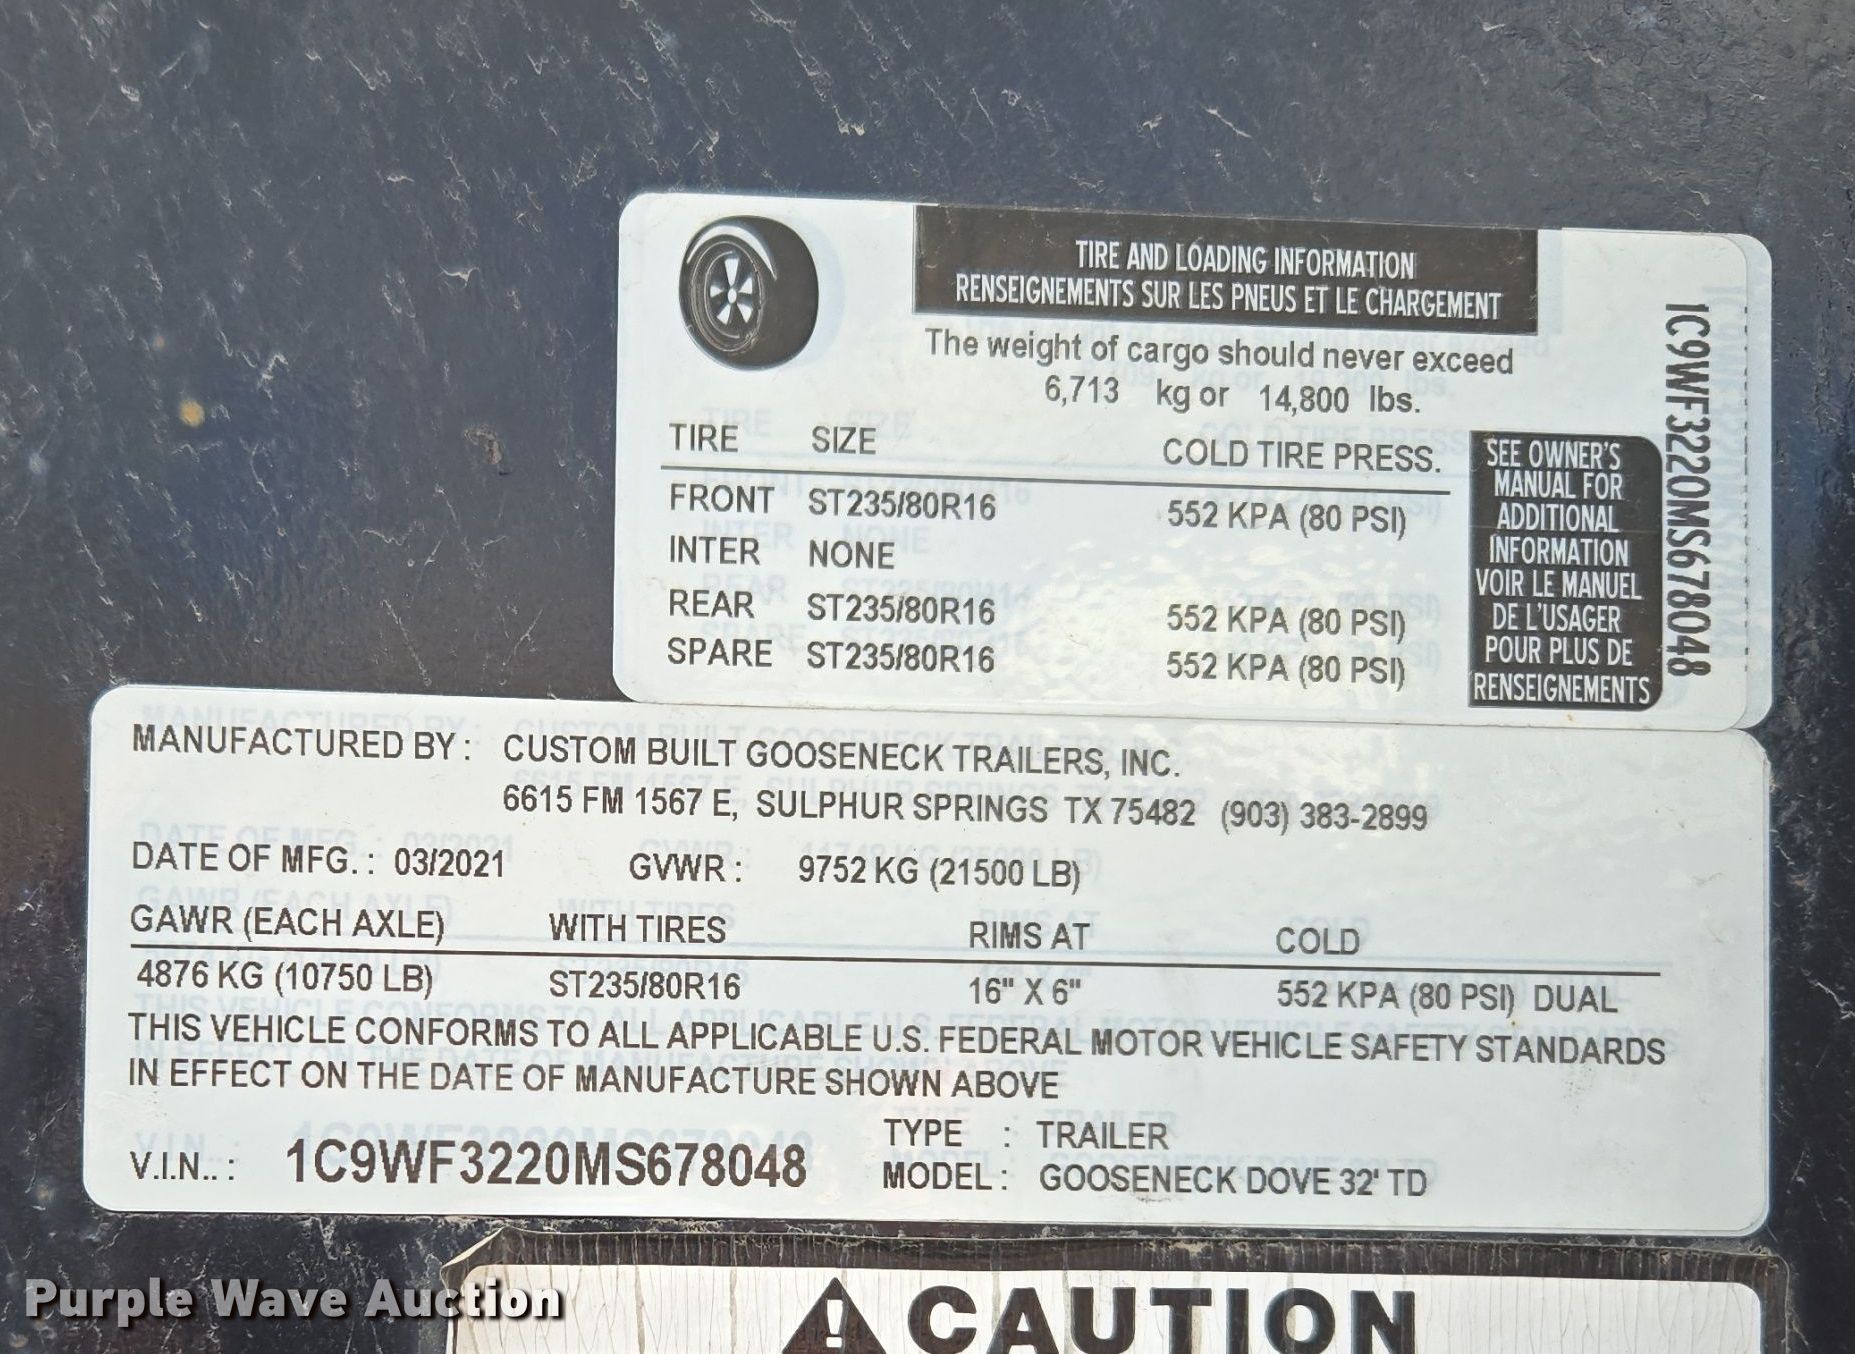 TIRE AND LOADING INFORMATION
RENSEIGNEMENTS SUR LES PNEUS ET LE CHARGEMENT
The weight of cargo should never exceed
6,713 kg or 14,800 lbs.
TIRE SIZE COLD TIRE PRESS.
FRONT ST235/80R16 552 KPA (80 PSI)
INTER NONE
REAR ST235/80R16 552 KPA (80 PSI)
SPARE ST235/80R16 552 KPA (80 PSI)
SEE OWNER'S
MANUAL FOR
ADDITIONAL
INFORMATION
VOIR LE MANUEL
DE L'USAGER
POUR PLUS DE
RENSEIGNEMENTS
1C9WF3220MS678048
MANUFACTURED BY : CUSTOM BUILT GOOSENECK TRAILERS, INC.
6615 FM 1567 E, SULPHUR SPRINGS TX 75482 (903) 383-2899
DATE OF MFG. : 03/2021 GVWR : 9752 KG (21500 LB)
GAWR (EACH AXLE) WITH TIRES RIMS AT COLD
4876 KG (10750 LB) ST235/80R16 16" X 6" 552 KPA (80 PSI) DUAL
THIS VEHICLE CONFORMS TO ALL APPLICABLE U.S. FEDERAL MOTOR VEHICLE SAFETY STANDARDS
IN EFFECT ON THE DATE OF MANUFACTURE SHOWN ABOVE
V.I.N.. : 1C9WF3220MS678048
TYPE : TRAILER
MODEL : GOOSENECK DOVE 32' TD
CAUTION
Purple Wave Auction